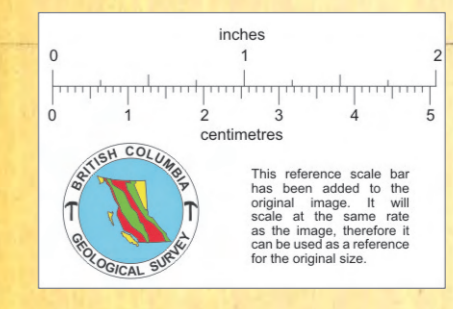 inches
0 1 2
0 1 2 3 4 5
centimetres
BRITISH COLUMBIA
GEOLOGICAL SURVEY
This reference scale bar
has been added to the
original image. It will
scale at the same rate
as the image, therefore it
can be used as a reference
for the original size.